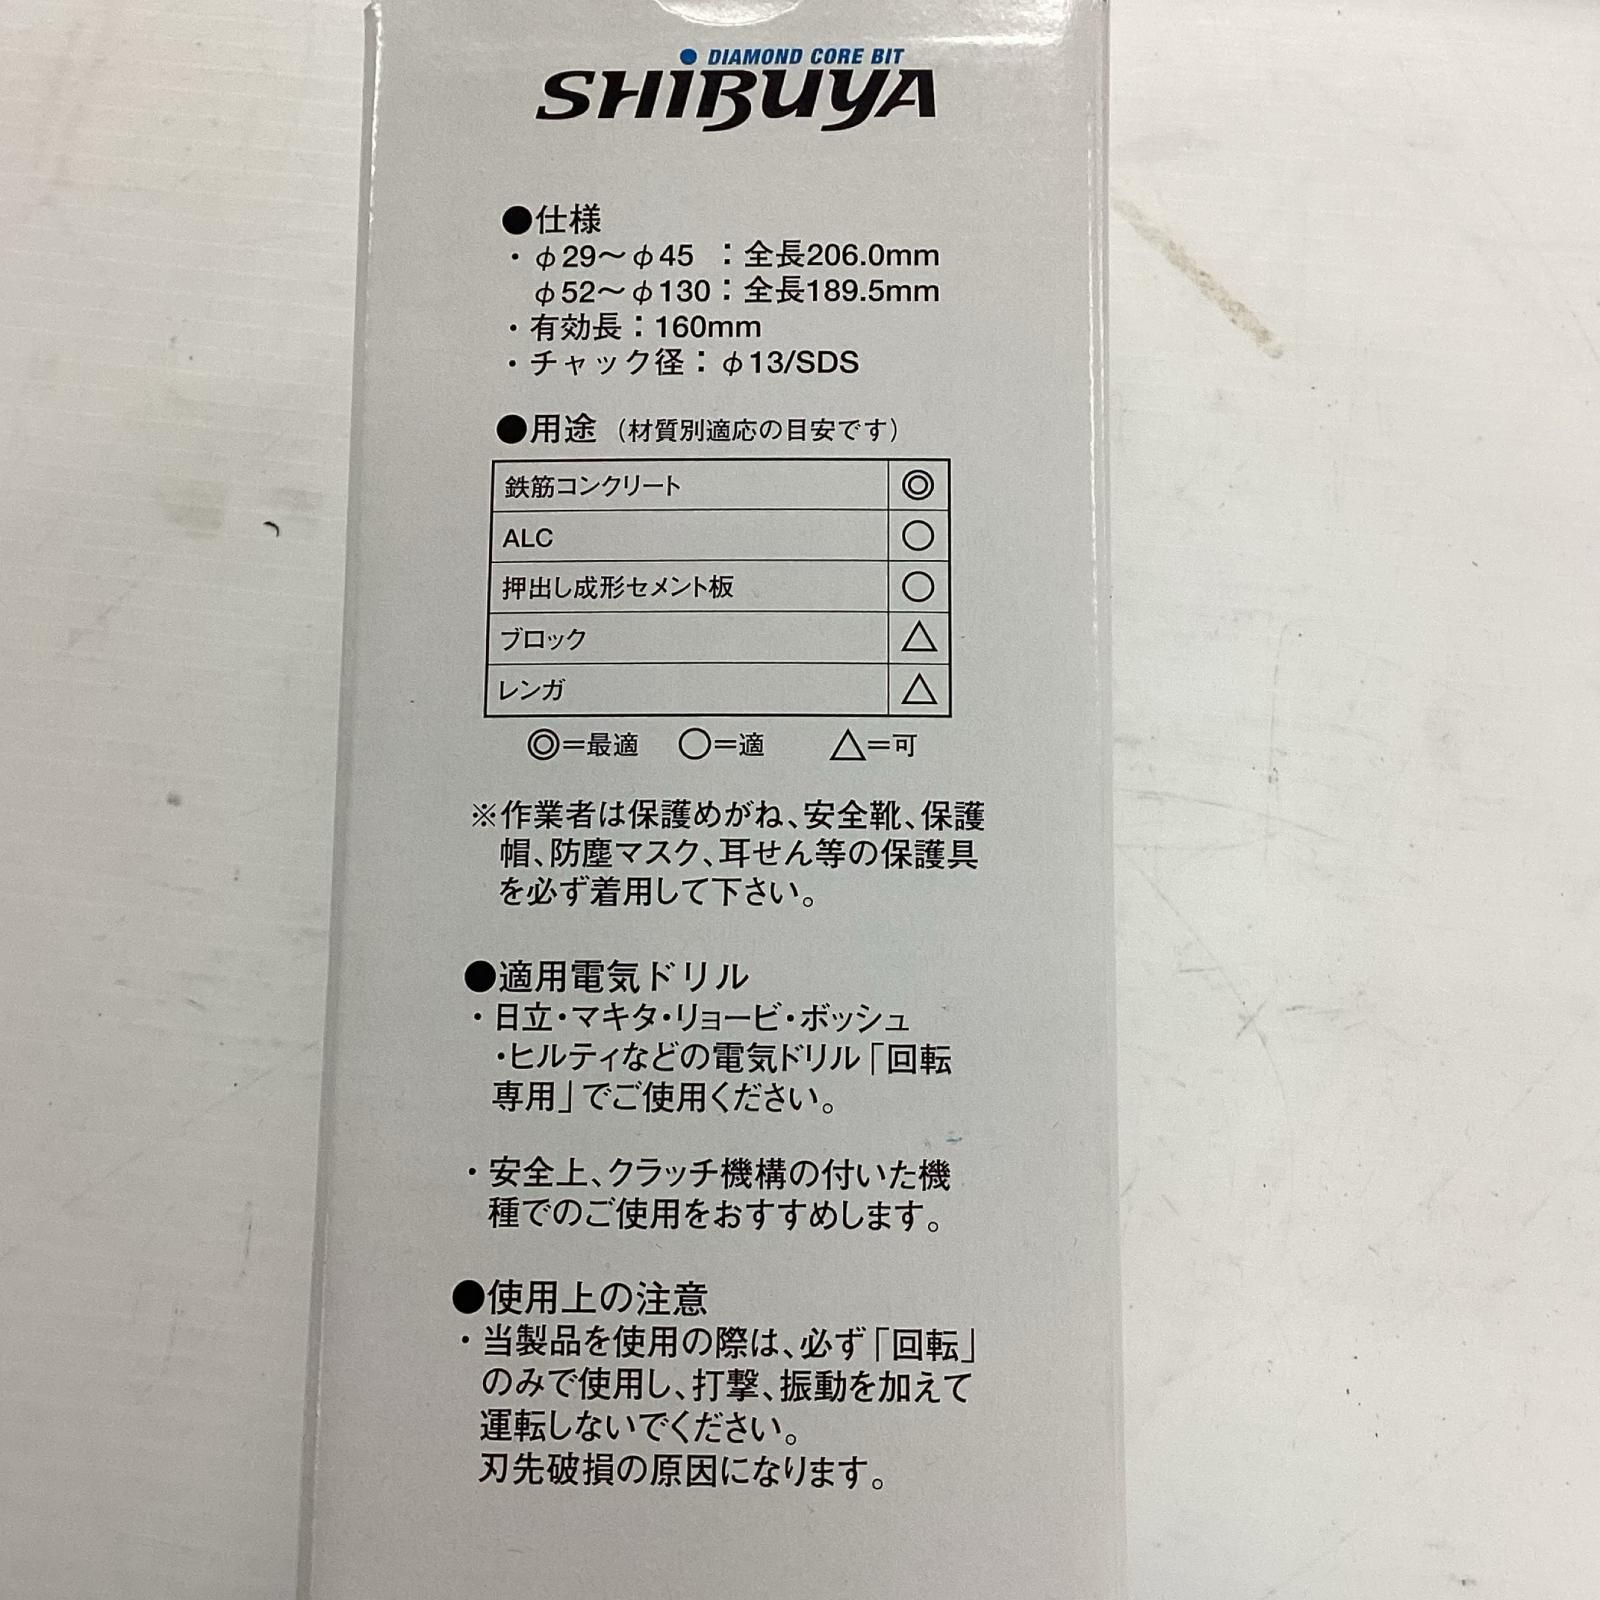 DIAMOND CORE BIT
SHIBUYA
●仕様
・φ29～φ45 ：全長206.0mm
φ52～φ130：全長189.5mm
・有効長：160mm
・チャック径：φ13/SDS
●用途（材質別適応の目安です）
鉄筋コンクリート ◎
ALC ○
押出し成形セメント板 ○
ブロック △
レンガ △
◎＝最適 ○＝適 △＝可
※作業者は保護めがね、安全靴、保護
帽、防塵マスク、耳せん等の保護具
を必ず着用して下さい。
●適用電気ドリル
・日立・マキタ・リョービ・ボッシュ
・ヒルティなどの電気ドリル「回転
専用」でご使用ください。
・安全上、クラッチ機構の付いた機
種でのご使用をおすすめします。
●使用上の注意
・当製品を使用の際は、必ず「回転」
のみで使用し、打撃、振動を加えて
運転しないでください。
刃先破損の原因になります。